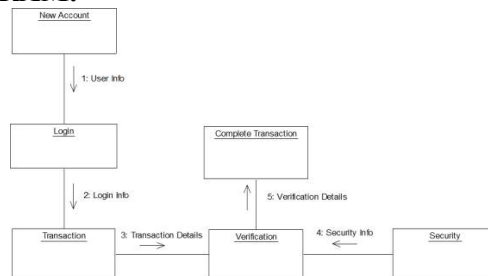 New Account
1: User Info
Login
Complete Transaction
2: Login Info
5: Verification Details
Transaction
3: Transaction Details
Verification
4: Security Info
Security